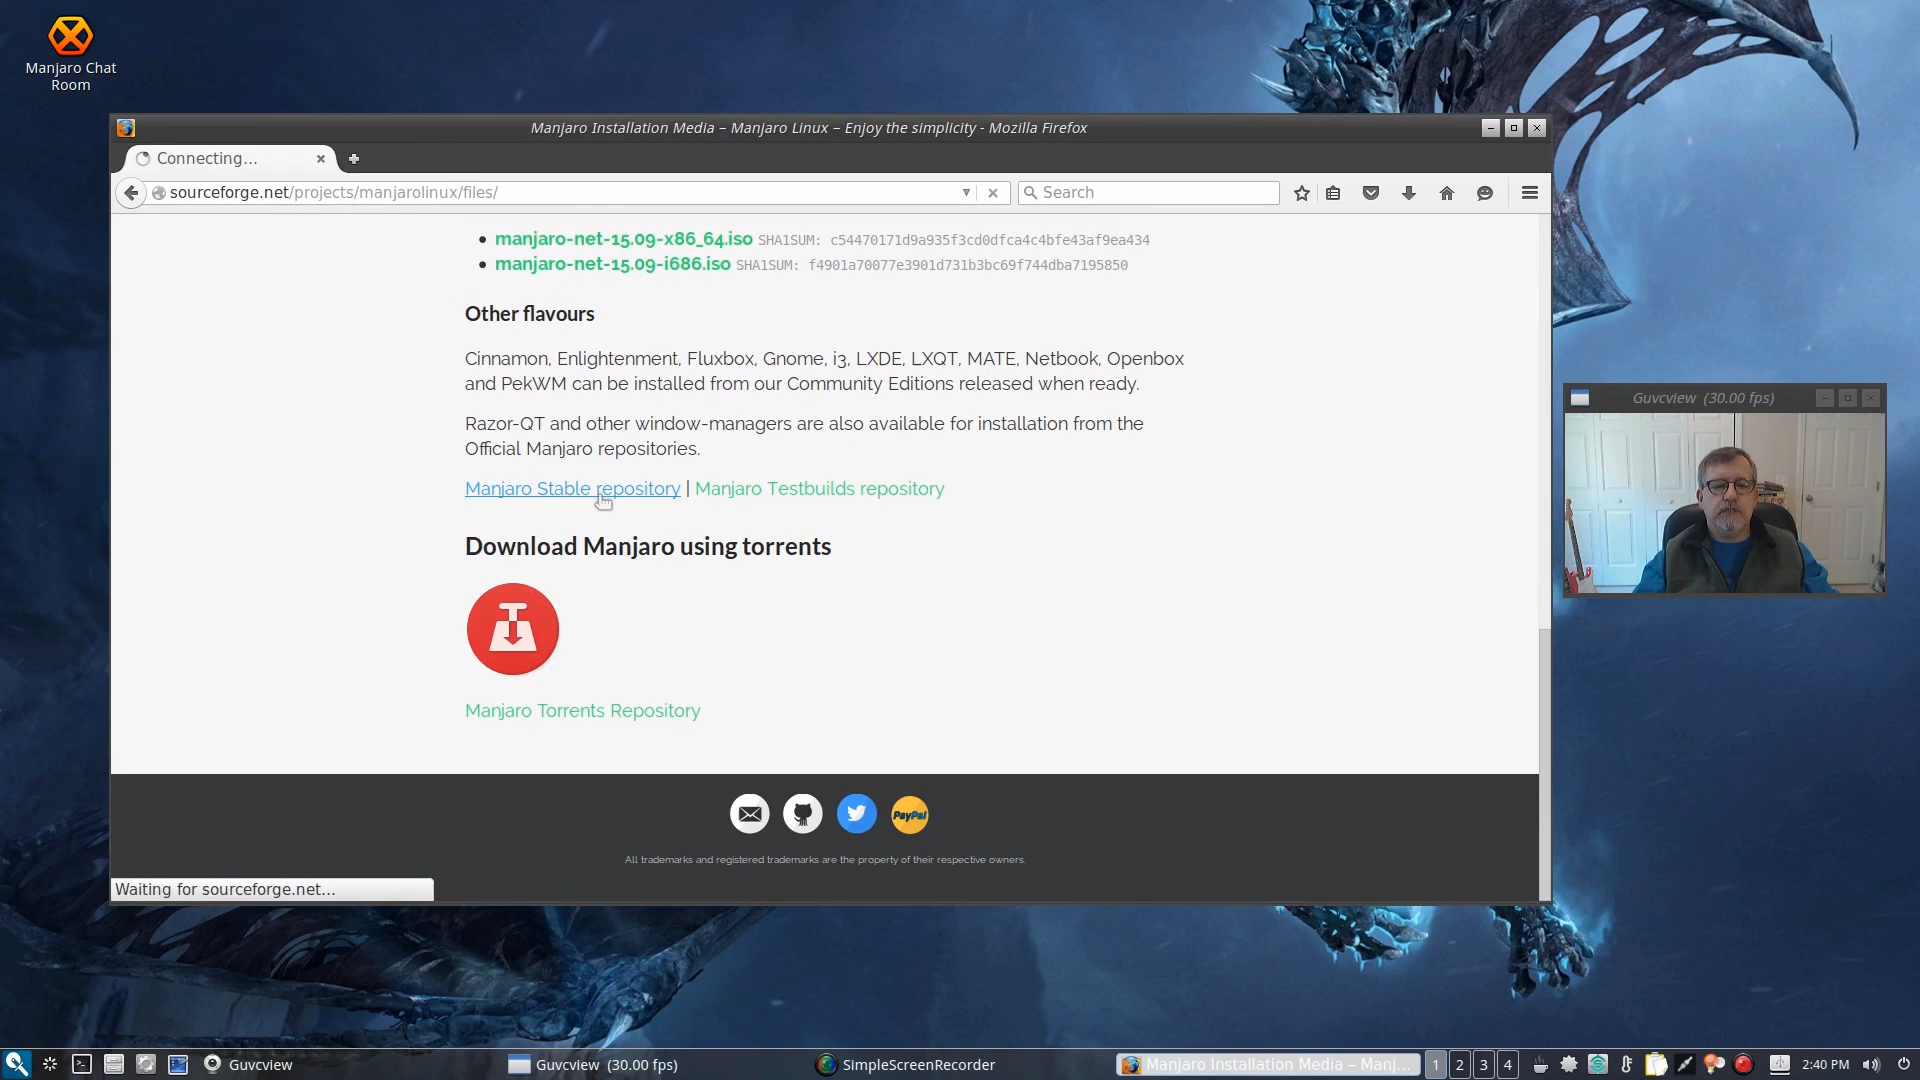 Manjaro Chat
Room
Manjaro Installation Media – Manjaro Linux – Enjoy the simplicity - Mozilla Firefox
Connecting…
sourceforge.net/projects/manjarolinux/files/
Search
manjaro-net-15.09-x86_64.iso SHA1SUM: c54470171d9a935f3cd0dfca4c4bfe43af9ea434
manjaro-net-15.09-i686.iso SHA1SUM: f4901a70077e3901d731b3bc69f744dba7195850
Other flavours
Cinnamon, Enlightenment, Fluxbox, Gnome, i3, LXDE, LXQT, MATE, Netbook, Openbox
and PekWM can be installed from our Community Editions released when ready.
Razor-QT and other window-managers are also available for installation from the
Official Manjaro repositories.
Manjaro Stable repository | Manjaro Testbuilds repository
Download Manjaro using torrents
Manjaro Torrents Repository
PayPal
All trademarks and registered trademarks are the property of their respective owners.
Waiting for sourceforge.net…
Guvcview (30.00 fps)
Guvcview
Guvcview (30.00 fps)
SimpleScreenRecorder
Manjaro Installation Media – Manj...
1 2 3 4
2:40 PM